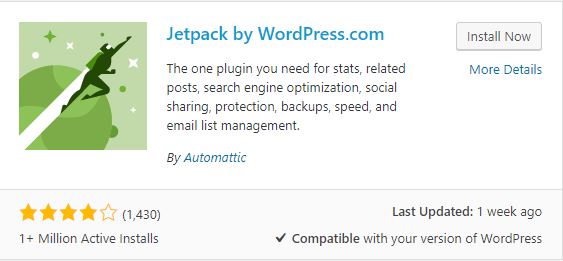 Jetpack by WordPress.com
Install Now
More Details
The one plugin you need for stats, related
posts, search engine optimization, social
sharing, protection, backups, speed, and
email list management.
By Automattic
(1,430)
Last Updated: 1 week ago
1+ Million Active Installs
Compatible with your version of WordPress